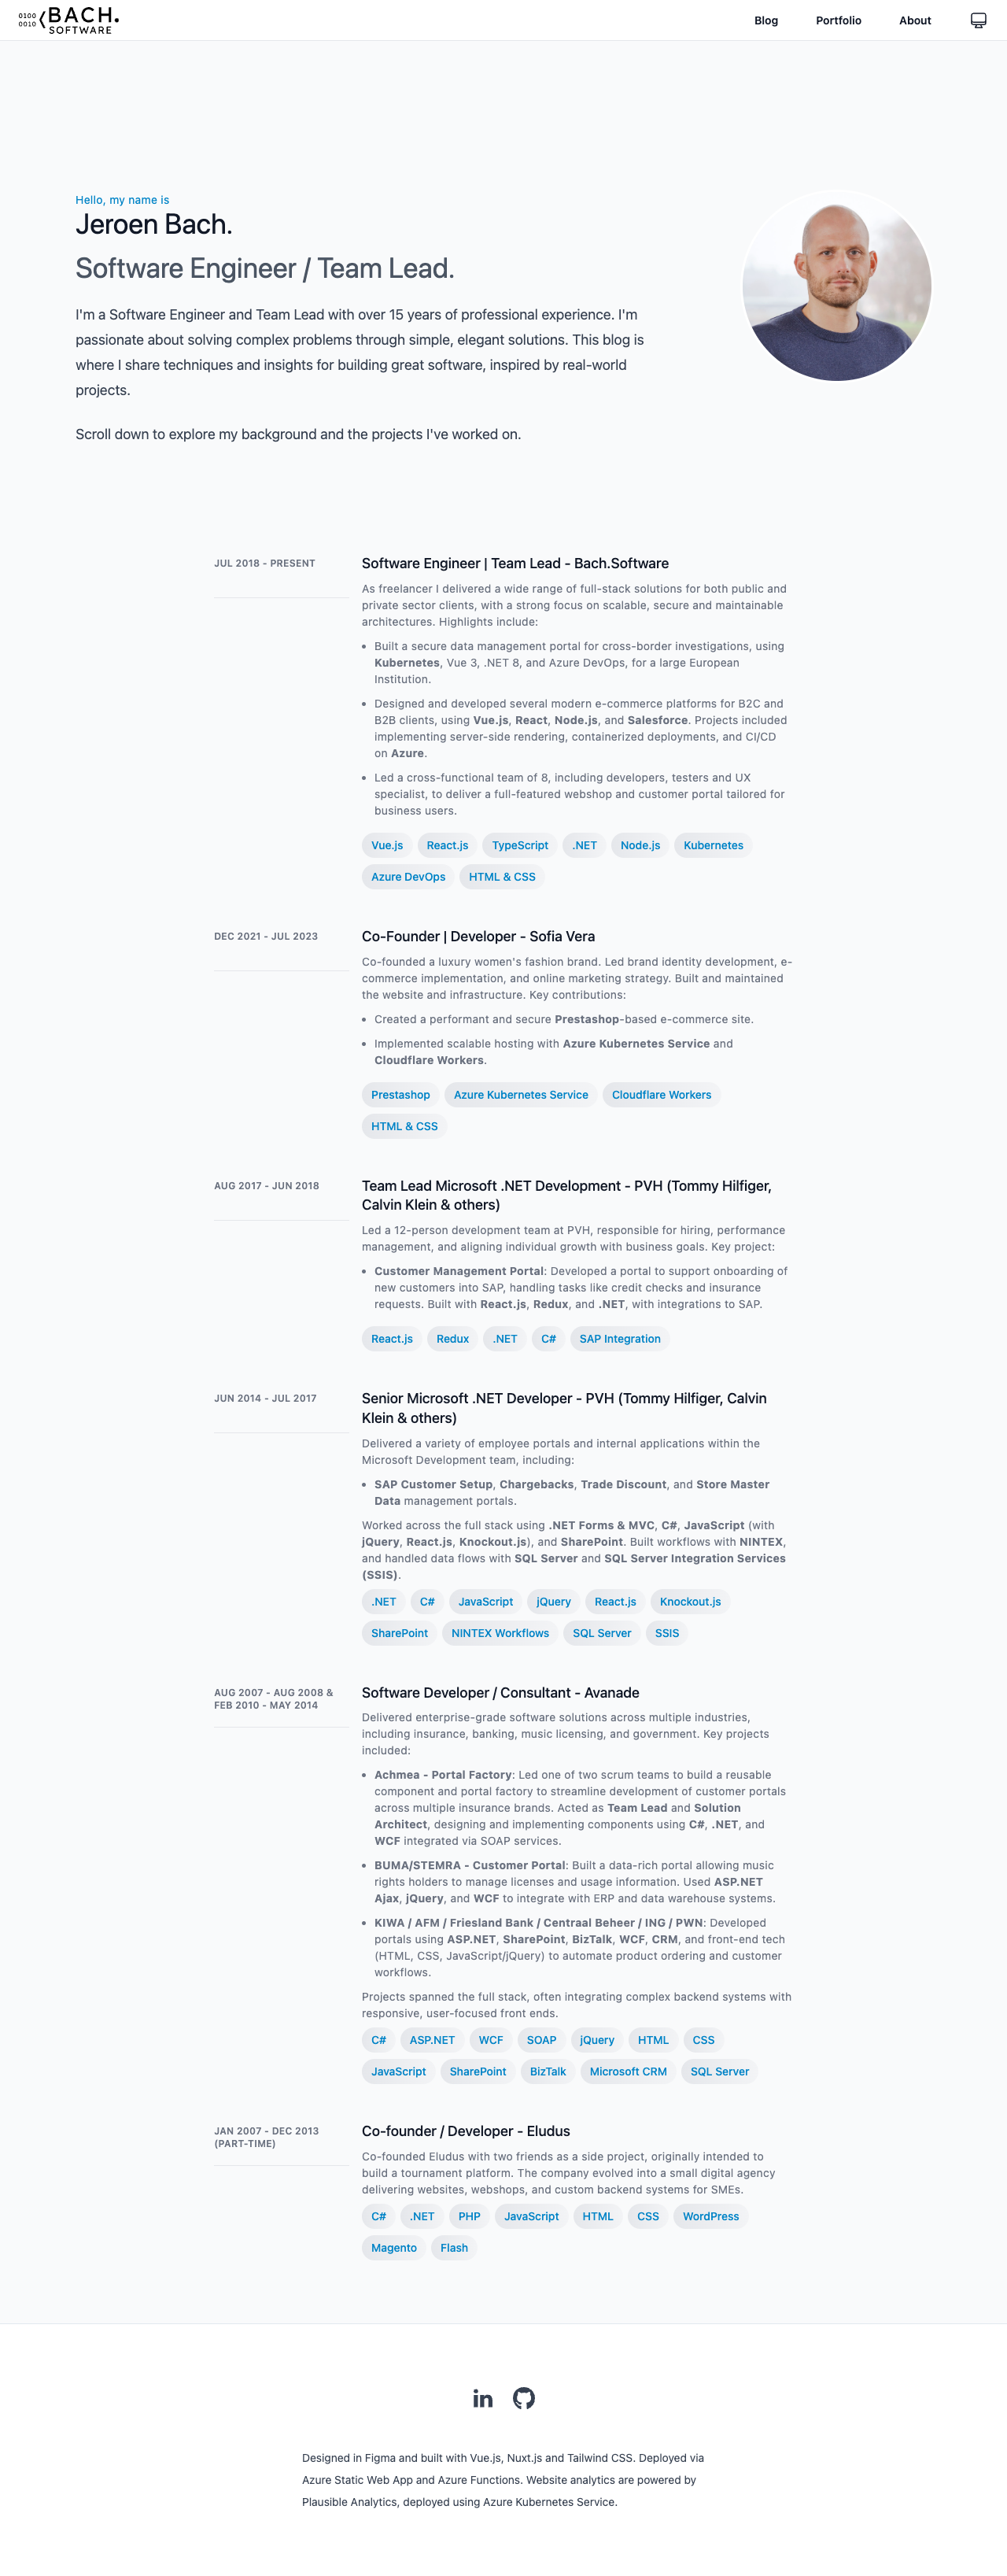 0100
0010
BACH.
SOFTWARE
Blog
Portfolio
About
Hello, my name is
Jeroen Bach.
Software Engineer / Team Lead.
I'm a Software Engineer and Team Lead with over 15 years of professional experience. I'm
passionate about solving complex problems through simple, elegant solutions. This blog is
where I share techniques and insights for building great software, inspired by real-world
projects.
Scroll down to explore my background and the projects I've worked on.
JUL 2018 - PRESENT
Software Engineer | Team Lead - Bach.Software
As freelancer I delivered a wide range of full-stack solutions for both public and
private sector clients, with a strong focus on scalable, secure and maintainable
architectures. Highlights include:
• Built a secure data management portal for cross-border investigations, using
Kubernetes, Vue 3, .NET 8, and Azure DevOps, for a large European
Institution.
• Designed and developed several modern e-commerce platforms for B2C and
B2B clients, using Vue.js, React, Node.js, and Salesforce. Projects included
implementing server-side rendering, containerized deployments, and CI/CD
on Azure.
• Led a cross-functional team of 8, including developers, testers and UX
specialist, to deliver a full-featured webshop and customer portal tailored for
business users.
Vue.js React.js TypeScript .NET Node.js Kubernetes
Azure DevOps HTML & CSS
DEC 2021 - JUL 2023
Co-Founder | Developer - Sofia Vera
Co-founded a luxury women's fashion brand. Led brand identity development, e-
commerce implementation, and online marketing strategy. Built and maintained
the website and infrastructure. Key contributions:
• Created a performant and secure Prestashop-based e-commerce site.
• Implemented scalable hosting with Azure Kubernetes Service and
Cloudflare Workers.
Prestashop Azure Kubernetes Service Cloudflare Workers
HTML & CSS
AUG 2017 - JUN 2018
Team Lead Microsoft .NET Development - PVH (Tommy Hilfiger,
Calvin Klein & others)
Led a 12-person development team at PVH, responsible for hiring, performance
management, and aligning individual growth with business goals. Key project:
• Customer Management Portal: Developed a portal to support onboarding of
new customers into SAP, handling tasks like credit checks and insurance
requests. Built with React.js, Redux, and .NET, with integrations to SAP.
React.js Redux .NET C# SAP Integration
JUN 2014 - JUL 2017
Senior Microsoft .NET Developer - PVH (Tommy Hilfiger, Calvin
Klein & others)
Delivered a variety of employee portals and internal applications within the
Microsoft Development team, including:
• SAP Customer Setup, Chargebacks, Trade Discount, and Store Master
Data management portals.
Worked across the full stack using .NET Forms & MVC, C#, JavaScript (with
jQuery, React.js, Knockout.js), and SharePoint. Built workflows with NINTEX,
and handled data flows with SQL Server and SQL Server Integration Services
(SSIS).
.NET C# JavaScript jQuery React.js Knockout.js
SharePoint NINTEX Workflows SQL Server SSIS
AUG 2007 - AUG 2008 &
FEB 2010 - MAY 2014
Software Developer / Consultant - Avanade
Delivered enterprise-grade software solutions across multiple industries,
including insurance, banking, music licensing, and government. Key projects
included:
• Achmea - Portal Factory: Led one of two scrum teams to build a reusable
component and portal factory to streamline development of customer portals
across multiple insurance brands. Acted as Team Lead and Solution
Architect, designing and implementing components using C#, .NET, and
WCF integrated via SOAP services.
• BUMA/STEMRA - Customer Portal: Built a data-rich portal allowing music
rights holders to manage licenses and usage information. Used ASP.NET
Ajax, jQuery, and WCF to integrate with ERP and data warehouse systems.
• KIWA / AFM / Friesland Bank / Centraal Beheer / ING / PWN: Developed
portals using ASP.NET, SharePoint, BizTalk, WCF, CRM, and front-end tech
(HTML, CSS, JavaScript/jQuery) to automate product ordering and customer
workflows.
Projects spanned the full stack, often integrating complex backend systems with
responsive, user-focused front ends.
C# ASP.NET WCF SOAP jQuery HTML CSS
JavaScript SharePoint BizTalk Microsoft CRM SQL Server
JAN 2007 - DEC 2013
(PART-TIME)
Co-founder / Developer - Eludus
Co-founded Eludus with two friends as a side project, originally intended to
build a tournament platform. The company evolved into a small digital agency
delivering websites, webshops, and custom backend systems for SMEs.
C# .NET PHP JavaScript HTML CSS WordPress
Magento Flash
in
Designed in Figma and built with Vue.js, Nuxt.js and Tailwind CSS. Deployed via
Azure Static Web App and Azure Functions. Website analytics are powered by
Plausible Analytics, deployed using Azure Kubernetes Service.